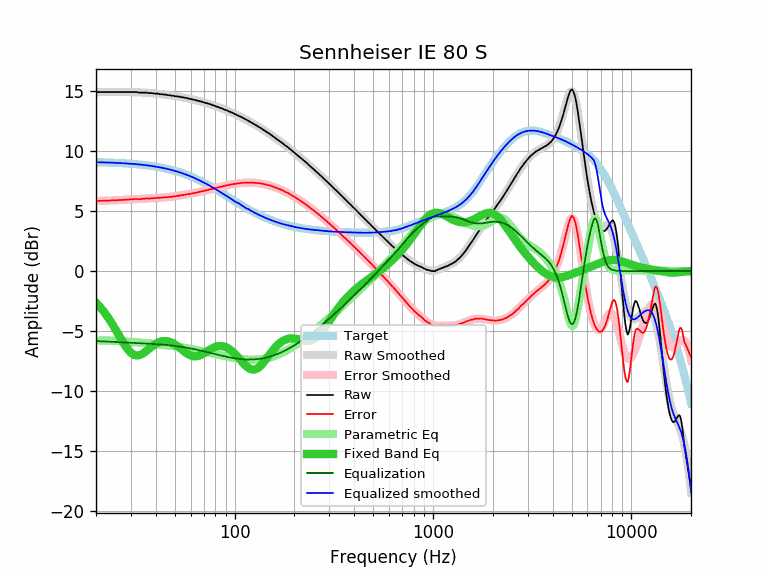 Sennheiser IE 80 S
Amplitude (dBr)
15
10
5
0
−5
−10
−15
−20
Target
Raw Smoothed
Error Smoothed
Raw
Error
Parametric Eq
Fixed Band Eq
Equalization
Equalized smoothed
100
1000
10000
Frequency (Hz)